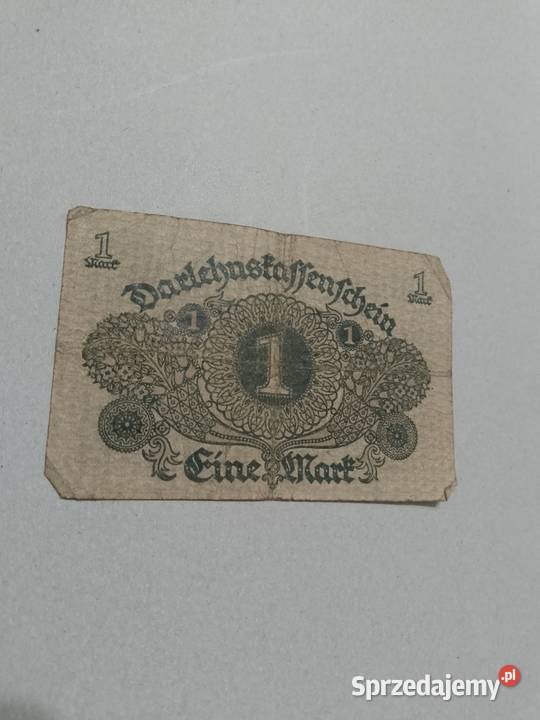 1
Mark
1
Mark
Darlehnskassenschein
1
1
1
Eine Mark
Sprzedajemy.pl